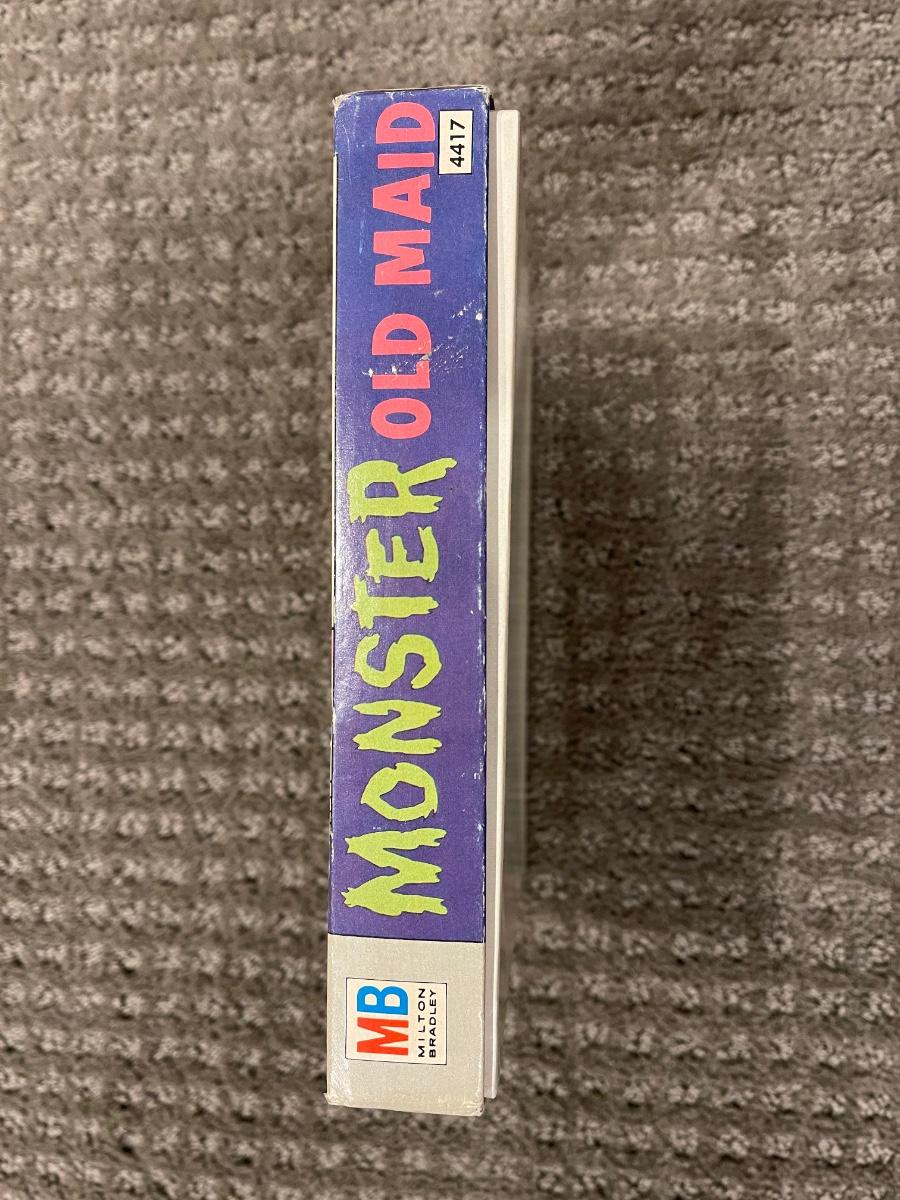 MB
MILTON
BRADLEY
MONSTER OLD MAID
4417